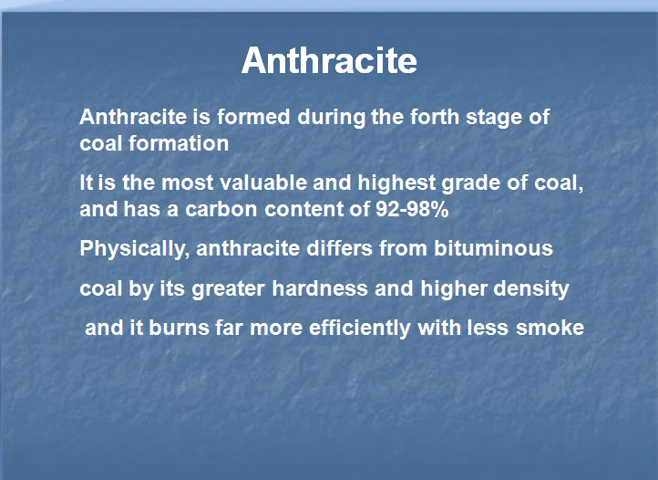 Anthracite
Anthracite is formed during the forth stage of
coal formation
It is the most valuable and highest grade of coal,
and has a carbon content of 92-98%
Physically, anthracite differs from bituminous
coal by its greater hardness and higher density
and it burns far more efficiently with less smoke